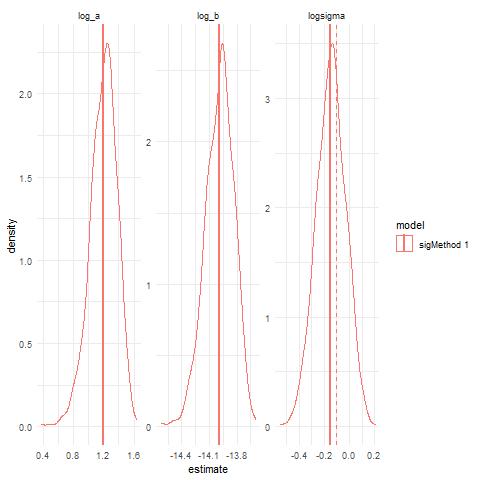 log_a log_b logsigma
density
2.0
1.5
1.0
0.5
0.0
2
1
0
3
2
1
0
0.4 0.8 1.2 1.6
-14.4 -14.1 -13.8
-0.4 -0.2 0.0 0.2
estimate
model
sigMethod 1